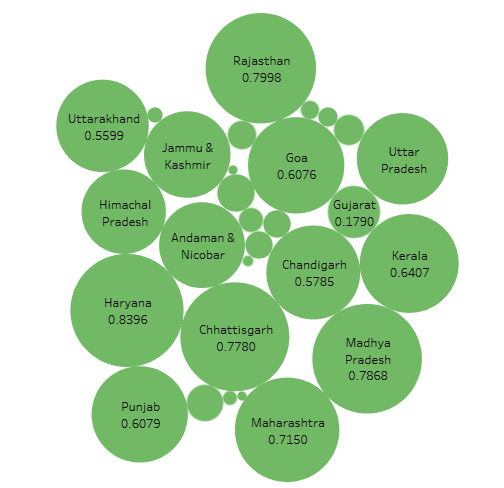 Rajasthan
0.7998
Uttarakhand
0.5599
Jammu &
Kashmir
Goa
0.6076
Uttar
Pradesh
Himachal
Pradesh
Gujarat
0.1790
Andaman &
Nicobar
Chandigarh
0.5785
Kerala
0.6407
Haryana
0.8396
Chhattisgarh
0.7780
Madhya
Pradesh
0.7868
Punjab
0.6079
Maharashtra
0.7150